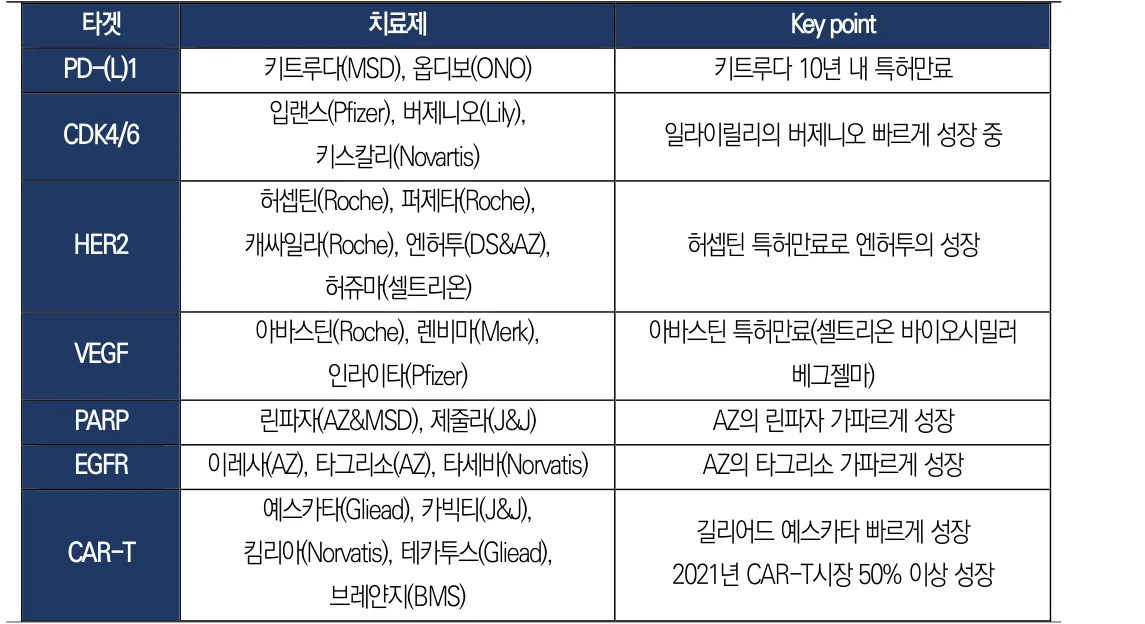 타겟 치료제 Key point
PD-(L)1 키트루다(MSD), 옵디보(ONO) 키트루다 10년 내 특허만료
CDK4/6
입랜스(Pfizer), 버제니오(Lily),
키스칼리(Novartis)
일라이릴리의 버제니오 빠르게 성장 중
HER2
허셉틴(Roche), 퍼제타(Roche),
캐싸일라(Roche), 엔허투(DS&AZ),
허쥬마(셀트리온)
허셉틴 특허만료로 엔허투의 성장
VEGF
아바스틴(Roche), 렌비마(Merk),
인라이타(Pfizer)
아바스틴 특허만료(셀트리온 바이오시밀러
베그젤마)
PARP 린파자(AZ&MSD), 제줄라(J&J) AZ의 린파자 가파르게 성장
EGFR 이레사(AZ), 타그리소(AZ), 타세바(Norvatis) AZ의 타그리소 가파르게 성장
CAR-T
예스카타(Gliead), 카빅티(J&J),
킴리아(Norvatis), 테카투스(Gliead),
브레얀지(BMS)
길리어드 예스카타 빠르게 성장
2021년 CAR-T시장 50% 이상 성장